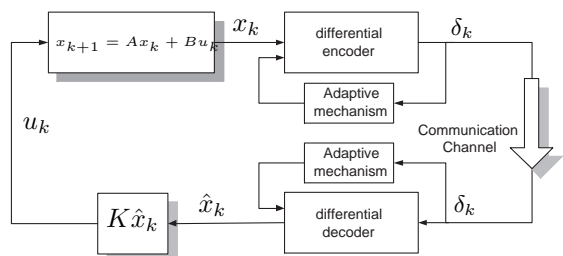 x_{k+1} = Ax_k + Bu_k
x_k
differential
encoder
δ_k
Adaptive
mechanism
Communication
Channel
u_k
Adaptive
mechanism
Kx̂_k
x̂_k
differential
decoder
δ_k